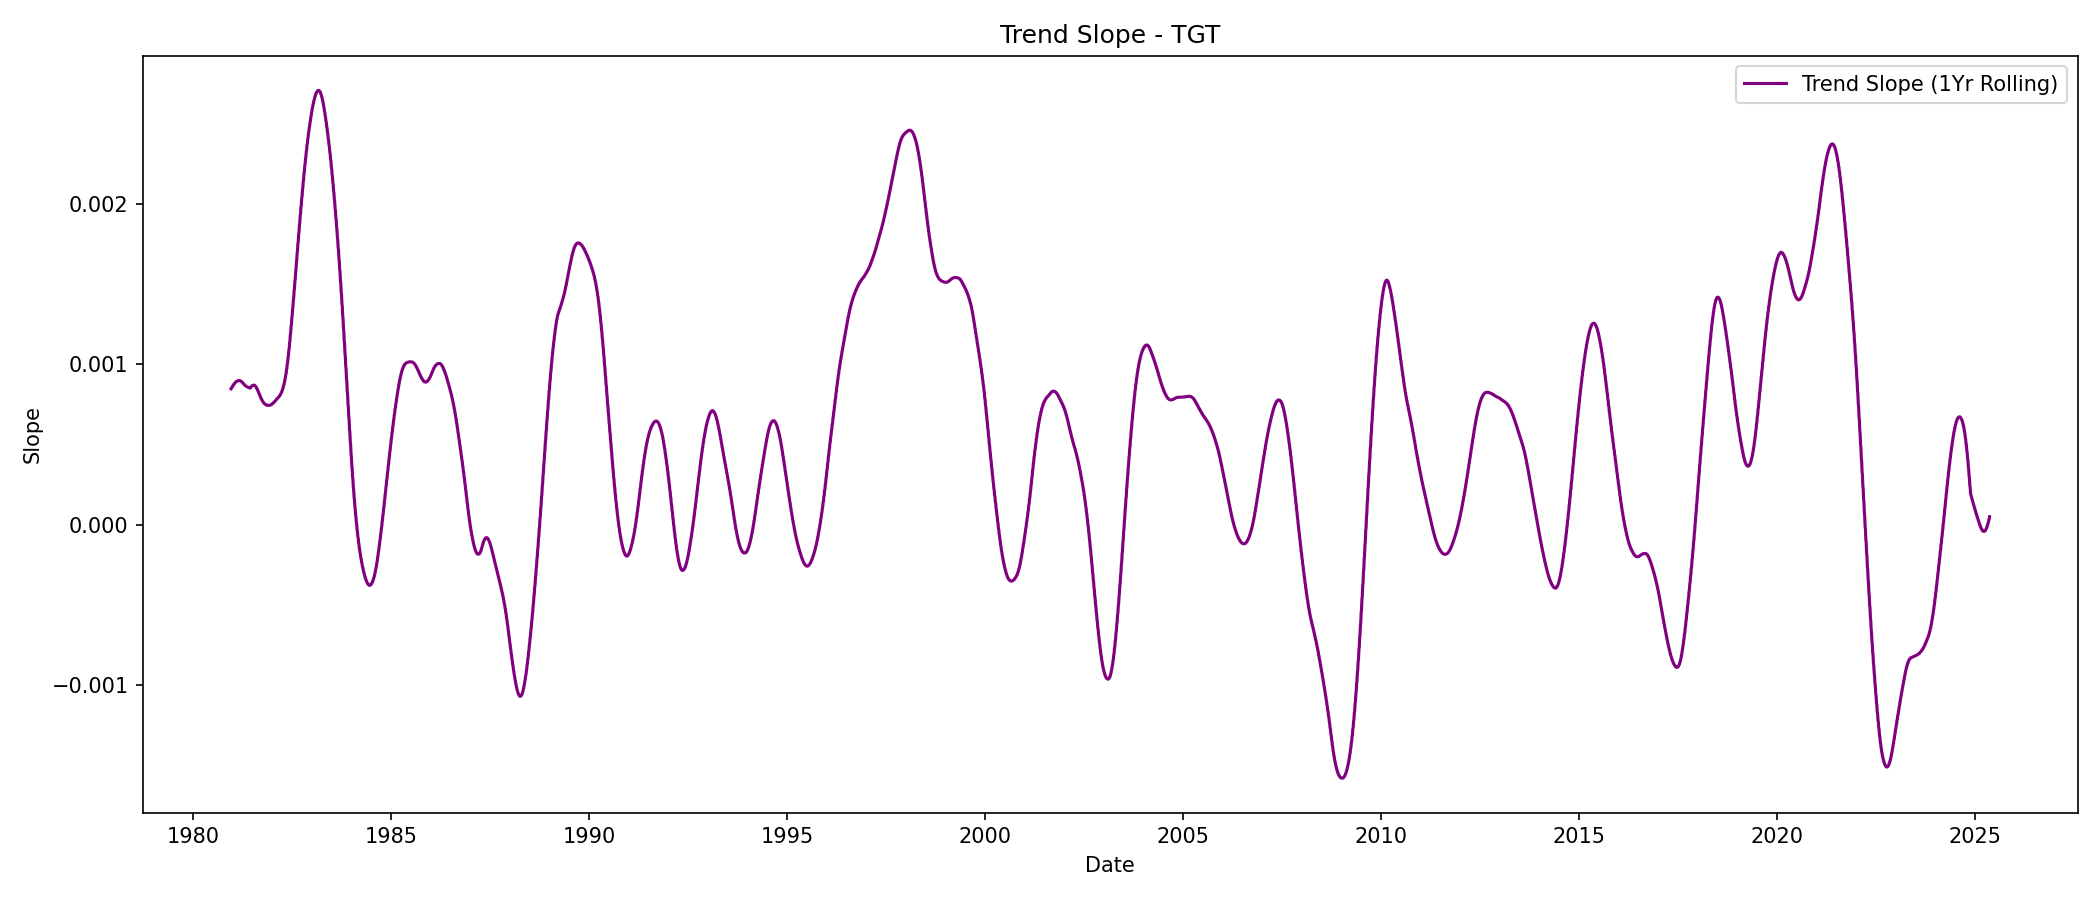 Trend Slope - TGT
Trend Slope (1Yr Rolling)
Slope
0.002
0.001
0.000
−0.001
1980 1985 1990 1995 2000 2005 2010 2015 2020 2025
Date